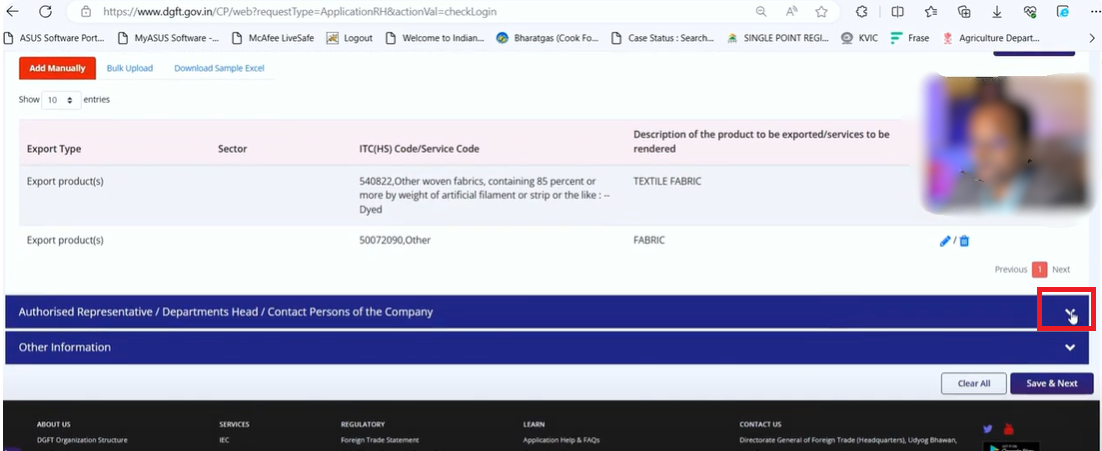 https://www.dgft.gov.in/CP/web?requestType=ApplicationRH&actionVal=checkLogin
ASUS Software Port... MyASUS Software -... McAfee LiveSafe Logout Welcome to Indian... Bharatgas (Cook Fo... Case Status : Search... SINGLE POINT REGI... KVIC Frase Agriculture Depart...
Add Manually Bulk Upload Download Sample Excel
Show 10 entries
Export Type Sector ITC(HS) Code/Service Code Description of the product to be exported/services to be rendered
Export product(s) 540822,Other woven fabrics, containing 85 percent or TEXTILE FABRIC
more by weight of artificial filament or strip or the like : --
Dyed
Export product(s) 50072090,Other FABRIC /
Previous 1 Next
Authorised Representative / Departments Head / Contact Persons of the Company
Other Information
Clear All Save & Next
ABOUT US SERVICES REGULATORY LEARN CONTACT US
DGFT Organization Structure IEC Foreign Trade Statement Application Help & FAQs Directorate General of Foreign Trade (Headquarters), Udyog Bhawan,